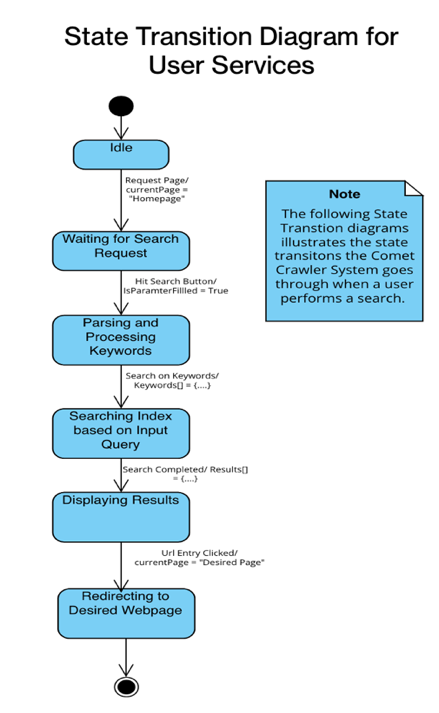 State Transition Diagram for
User Services
Idle
Request Page/
currentPage =
"Homepage"
Waiting for Search
Request
Hit Search Button/
IsParamterFillled = True
Parsing and
Processing
Keywords
Search on Keywords/
Keywords[] = {....}
Searching Index
based on Input
Query
Search Completed/ Results[]
= {....}
Displaying Results
Url Entry Clicked/
currentPage = "Desired Page"
Redirecting to
Desired Webpage
Note
The following State
Transtion diagrams
illustrates the state
transitons the Comet
Crawler System goes
through when a user
performs a search.